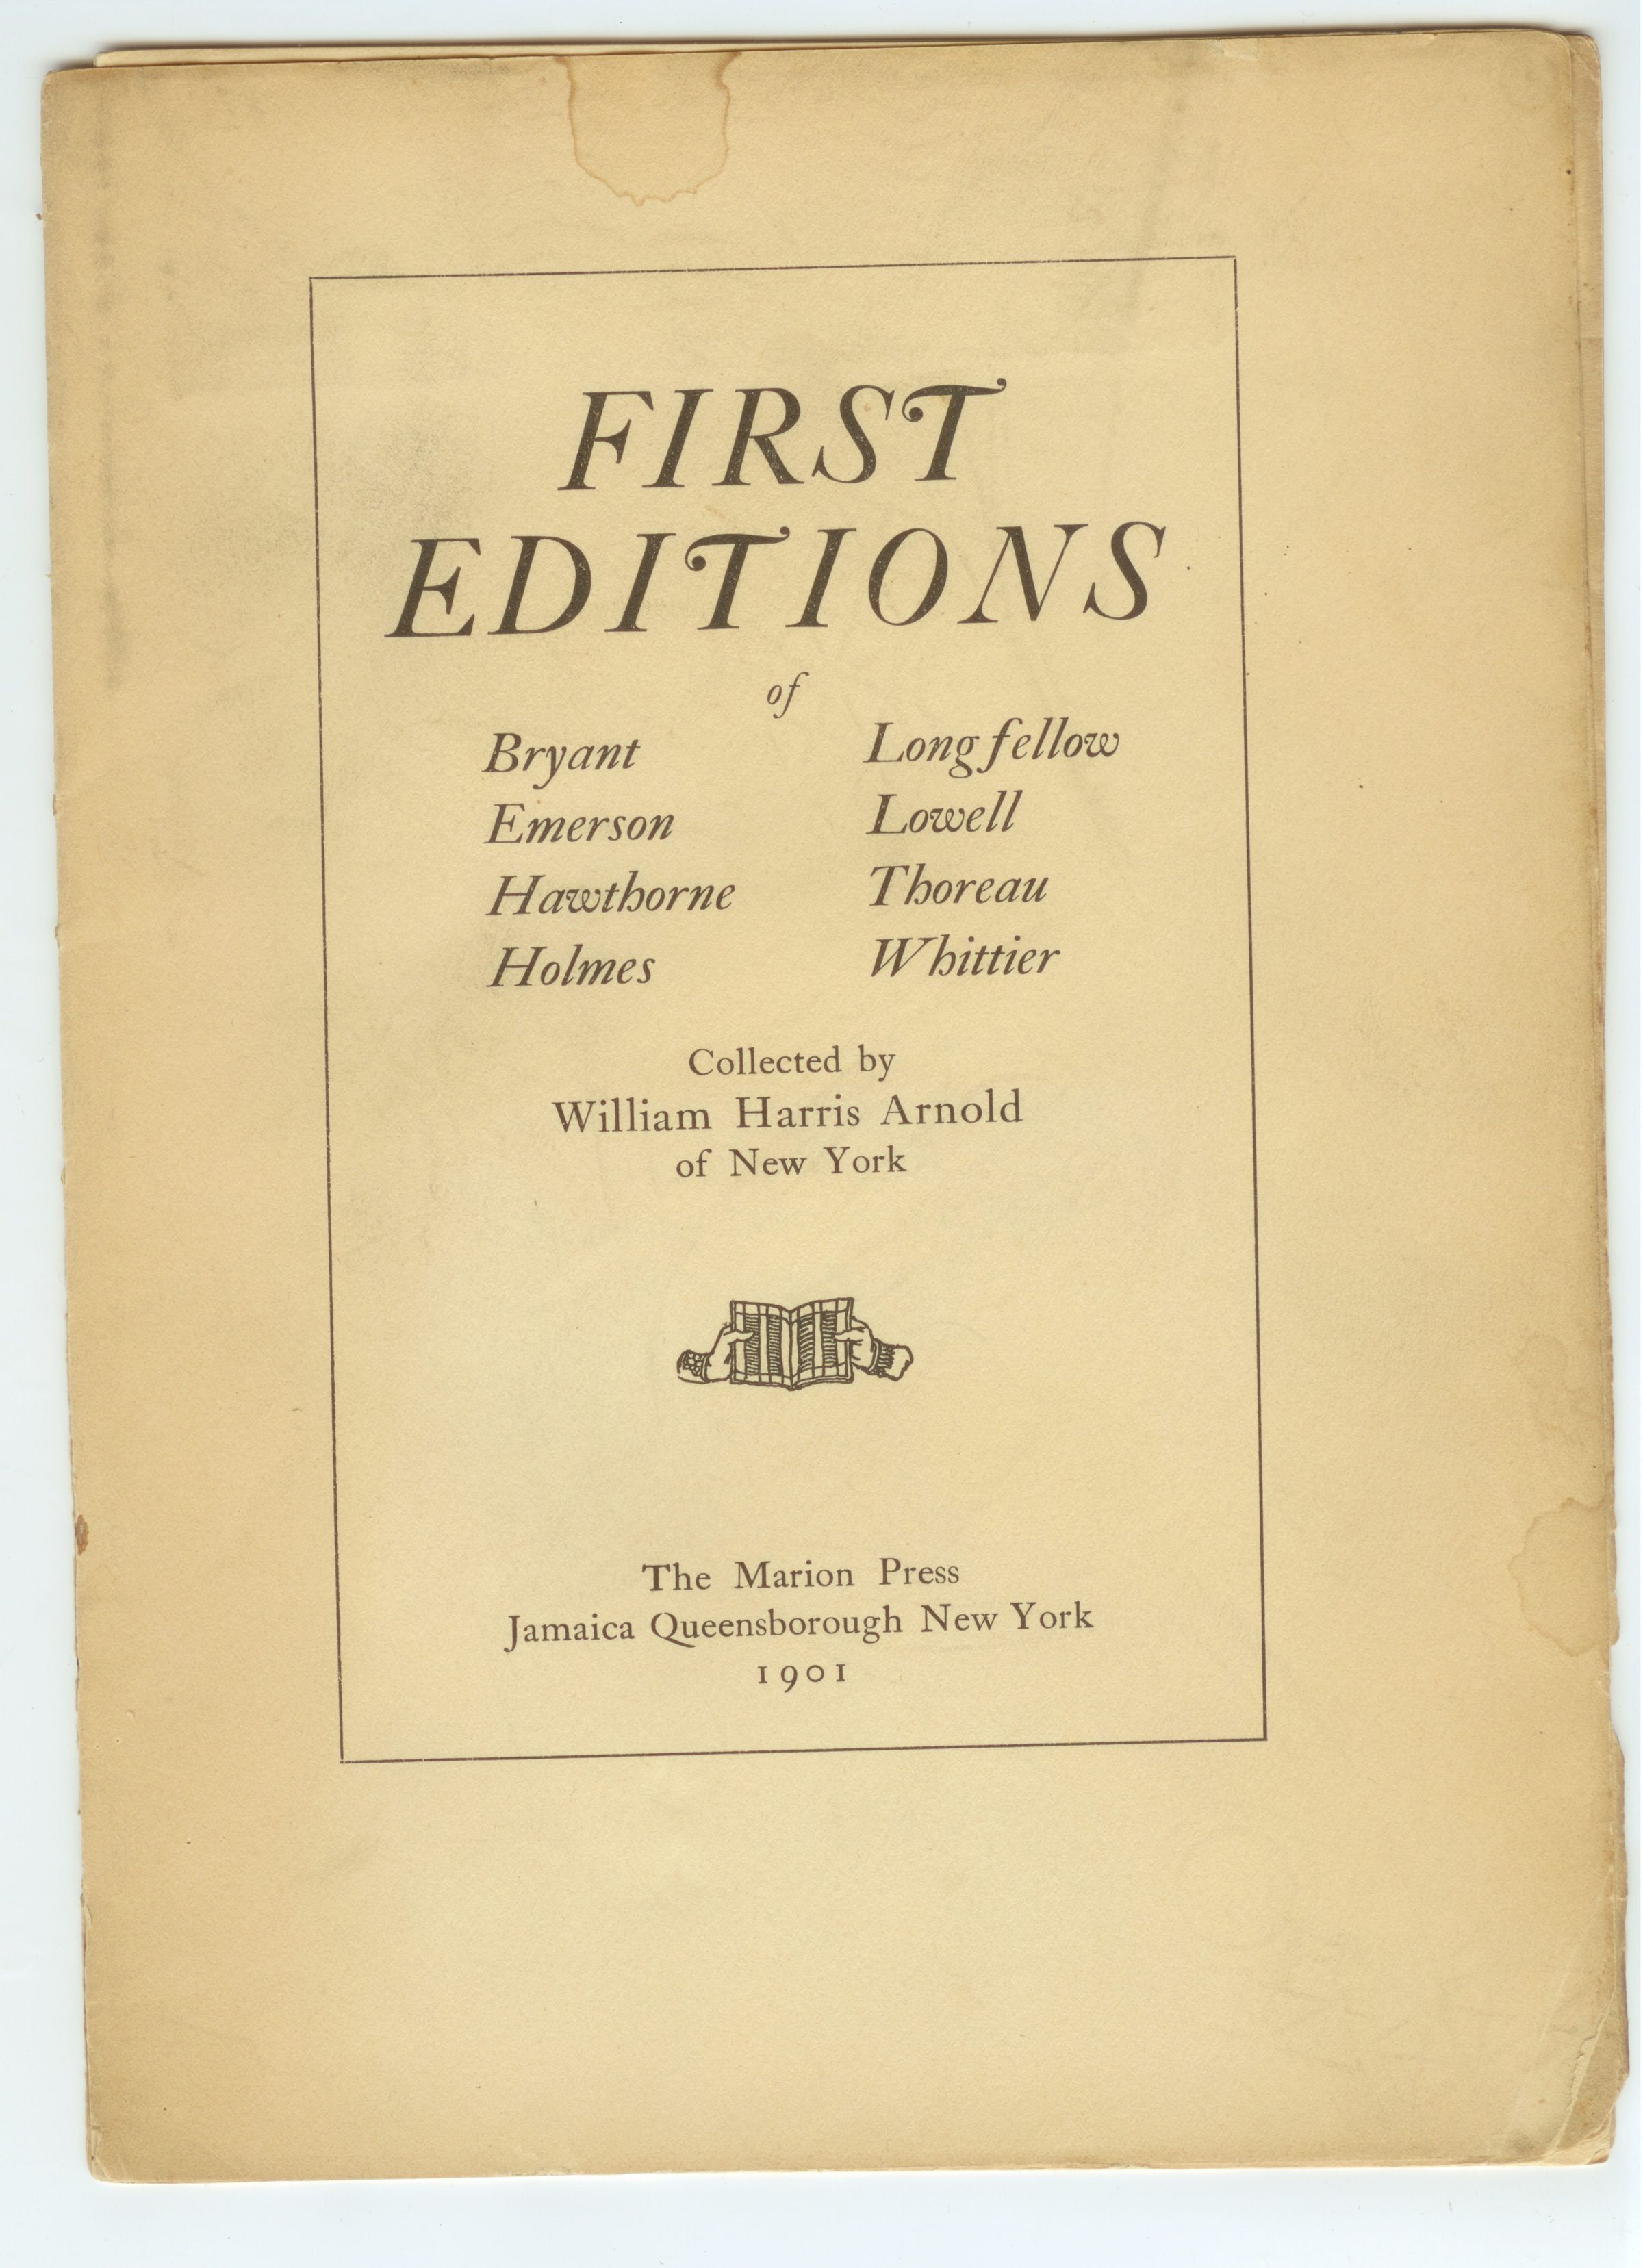 FIRST
EDITIONS
of
Bryant
Emerson
Hawthorne
Holmes
Longfellow
Lowell
Thoreau
Whittier
Collected by
William Harris Arnold
of New York
The Marion Press
Jamaica Queensborough New York
1901